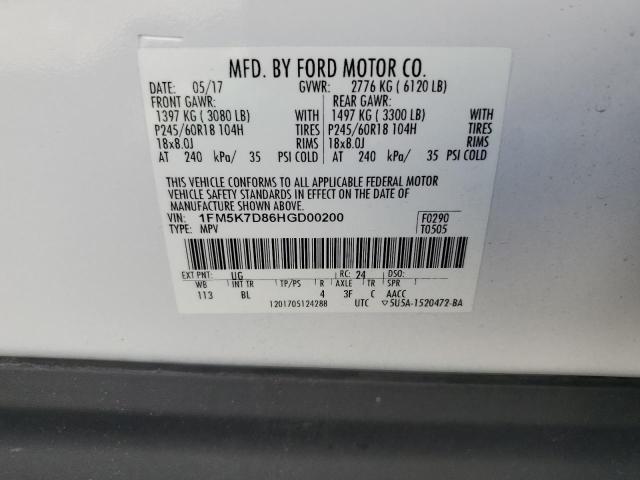 MFD. BY FORD MOTOR CO.
DATE: 05/17 GVWR: 2776 KG ( 6120 LB)
FRONT GAWR: REAR GAWR:
1397 KG ( 3080 LB) WITH 1497 KG ( 3300 LB) WITH
P245/60R18 104H TIRES P245/60R18 104H TIRES
18x8.0J RIMS 18x8.0J RIMS
AT 240 kPa/ 35 PSI COLD AT 240 kPa/ 35 PSI COLD
THIS VEHICLE CONFORMS TO ALL APPLICABLE FEDERAL MOTOR
VEHICLE SAFETY STANDARDS IN EFFECT ON THE DATE OF
MANUFACTURE SHOWN ABOVE.
VIN: 1FM5K7D86HGD00200 F0290
TYPE: MPV T0505
EXT PNT: UG RC: 24 DSO:
WB INT TR TP/PS R AXLE TR SPR
113 BL 4 3F C AACC
1201705124288 UTC ▽5U5A-1520472-BA